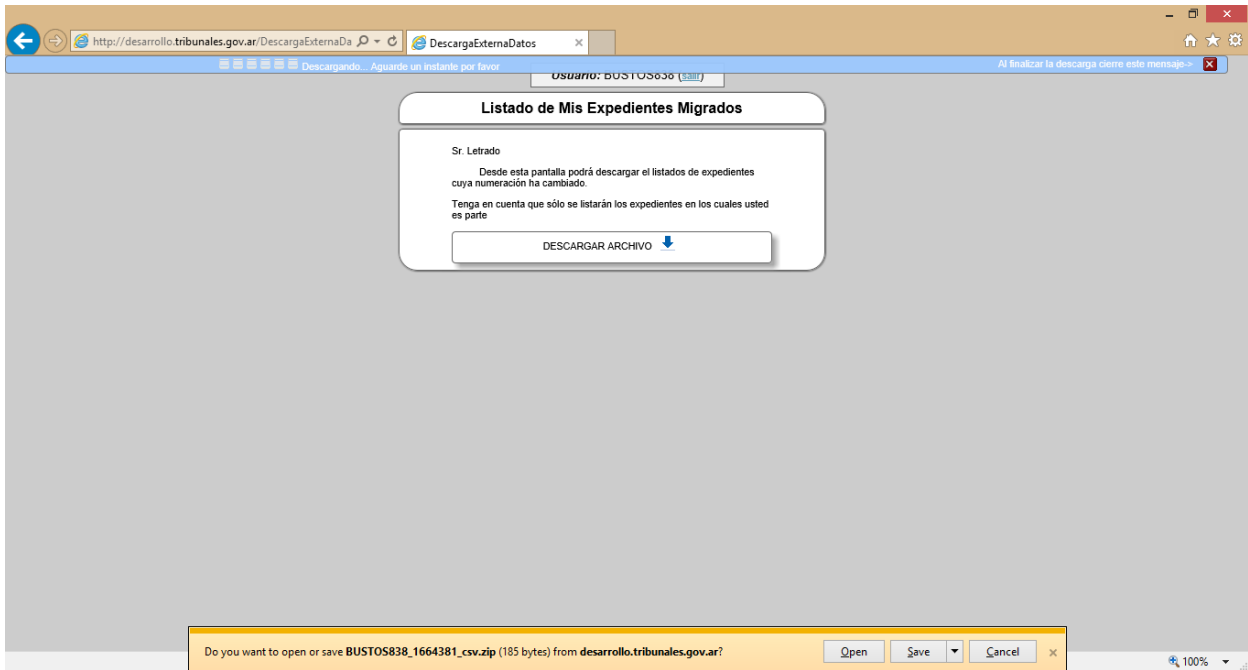 http://desarrollo.tribunales.gov.ar/DescargaExternaDa
DescargaExternaDatos
Descargando... Aguarde un instante por favor
Al finalizar la descarga cierre este mensaje->
Usuario: BUSTOS838 (salir)
Listado de Mis Expedientes Migrados
Sr. Letrado
Desde esta pantalla podrá descargar el listados de expedientes
cuya numeración ha cambiado.
Tenga en cuenta que sólo se listarán los expedientes en los cuales usted
es parte
DESCARGAR ARCHIVO
Do you want to open or save BUSTOS838_1664381_csv.zip (185 bytes) from desarrollo.tribunales.gov.ar?
Open
Save
Cancel
100%